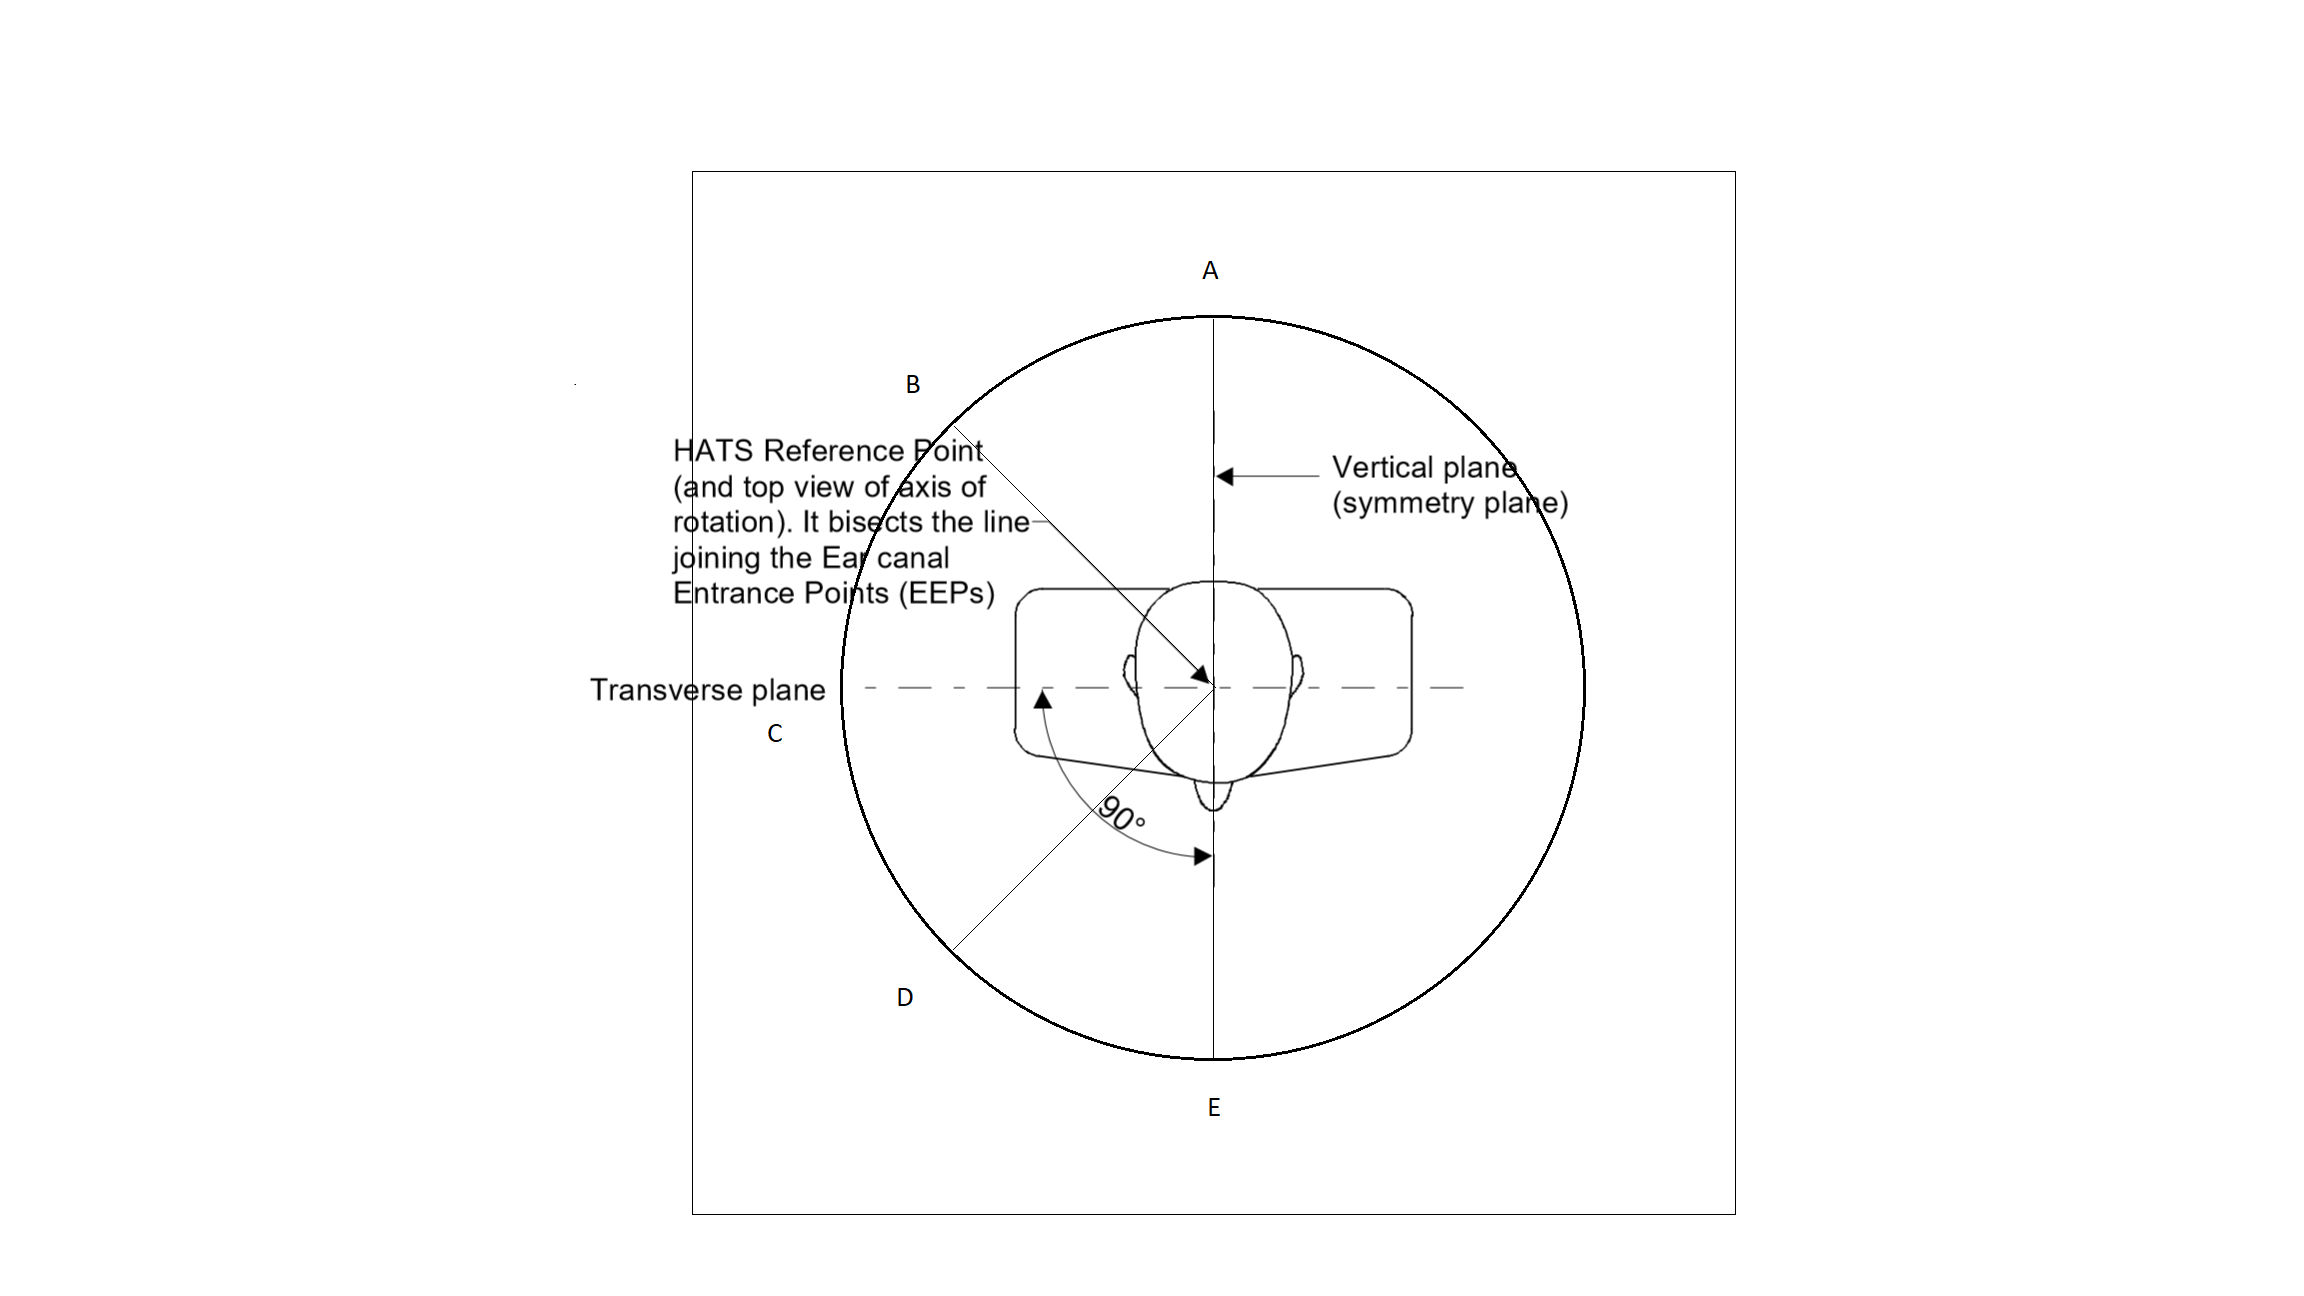 A
B
HATS Reference Point
(and top view of axis of
rotation). It bisects the line
joining the Ear canal
Entrance Points (EEPs)
Vertical plane
(symmetry plane)
Transverse plane
C
90°
D
E